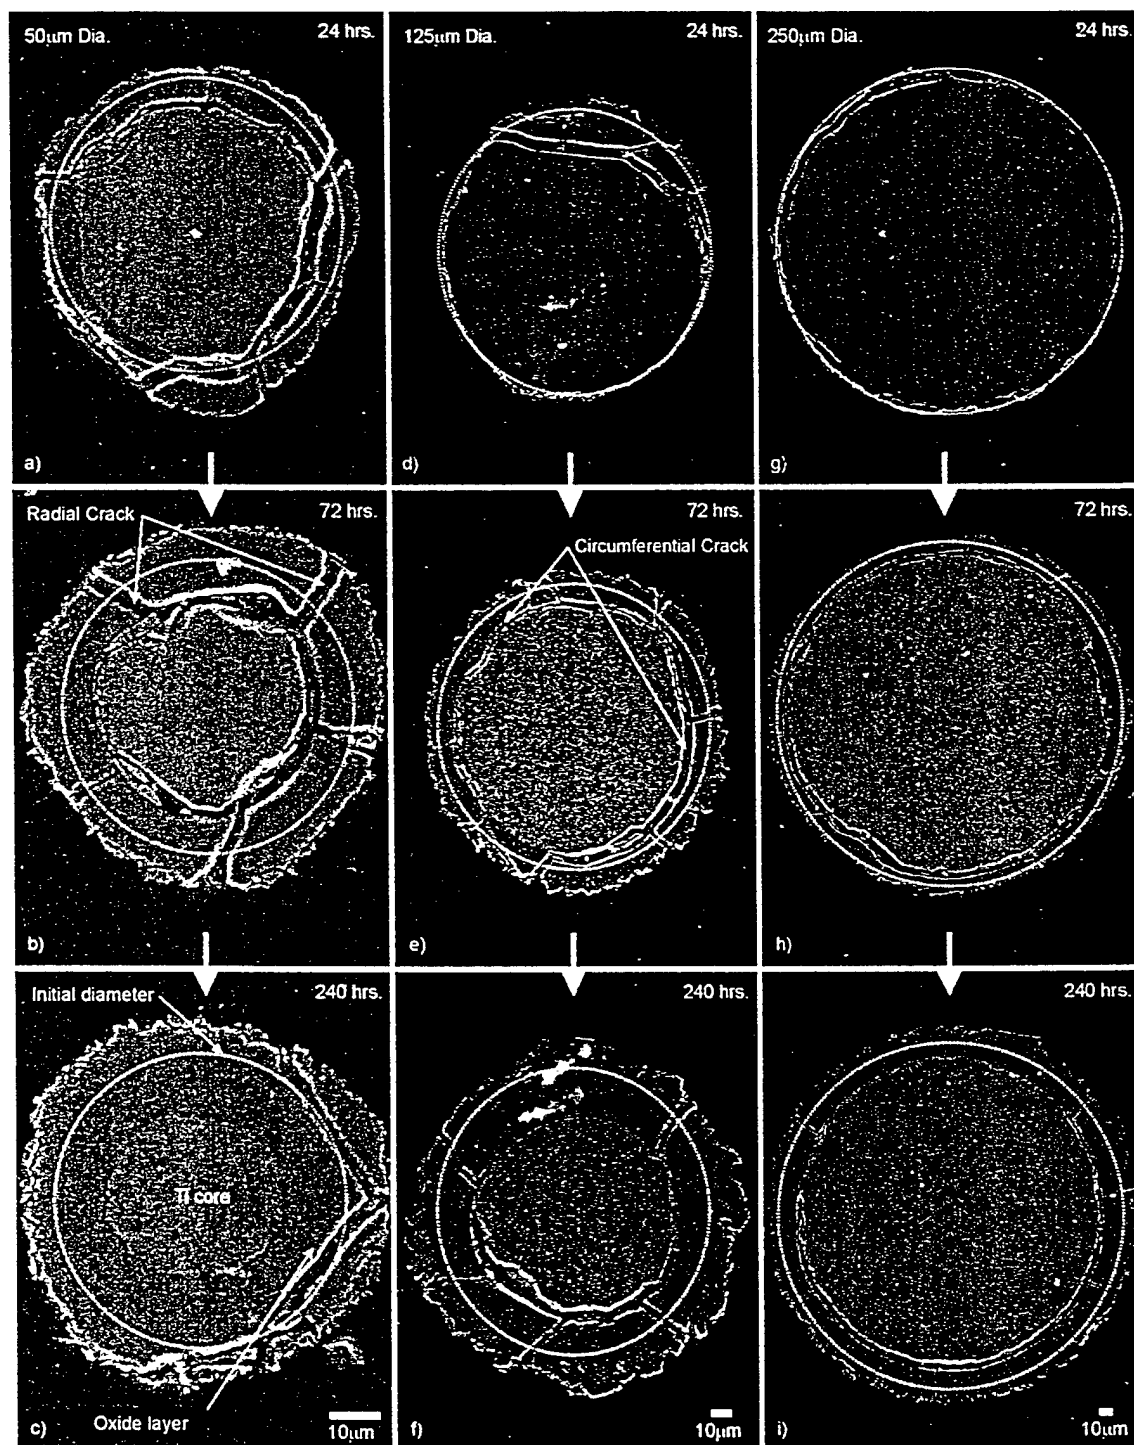 50µm Dia. 24 hrs.
125µm Dia. 24 hrs.
250µm Dia. 24 hrs.
a)
d)
g)
72 hrs.
Radial Crack
72 hrs.
Circumferential Crack
72 hrs.
b)
e)
h)
240 hrs.
Initial diameter
240 hrs.
240 hrs.
Ti core
Oxide layer
c)
10µm
f)
10µm
i)
10µm